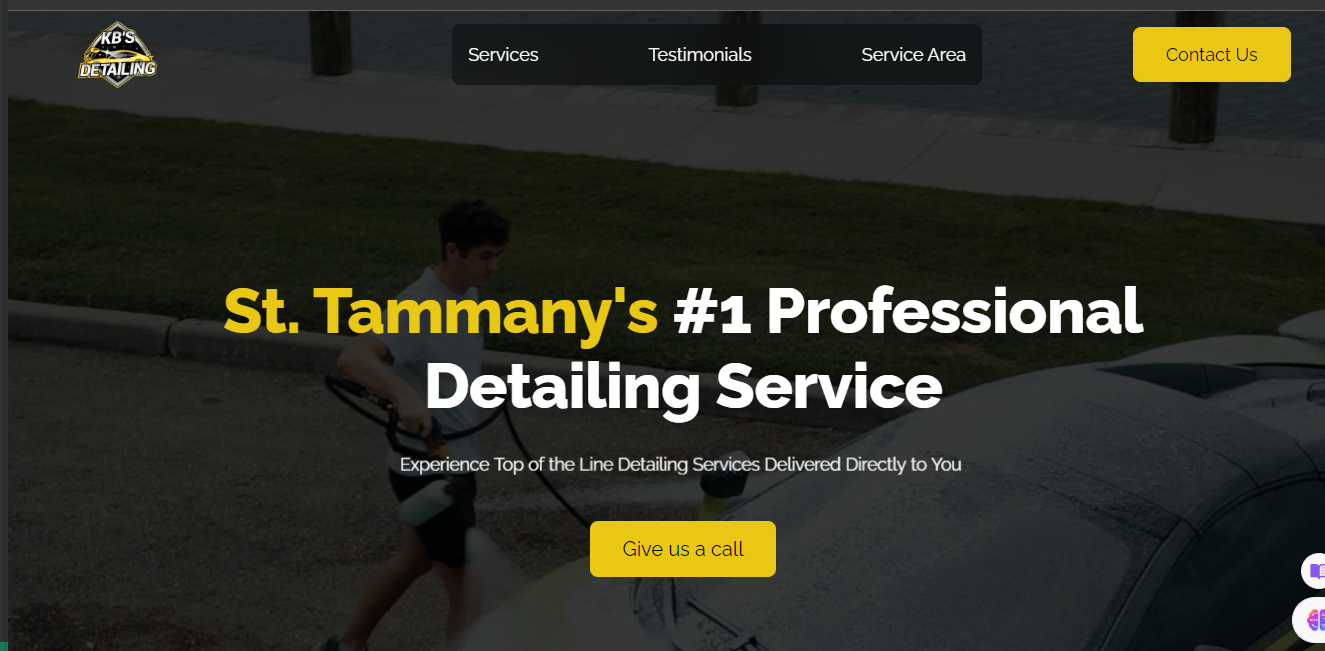 KB'S
DETAILING
Services
Testimonials
Service Area
Contact Us
St. Tammany's #1 Professional
Detailing Service
Experience Top of the Line Detailing Services Delivered Directly to You
Give us a call